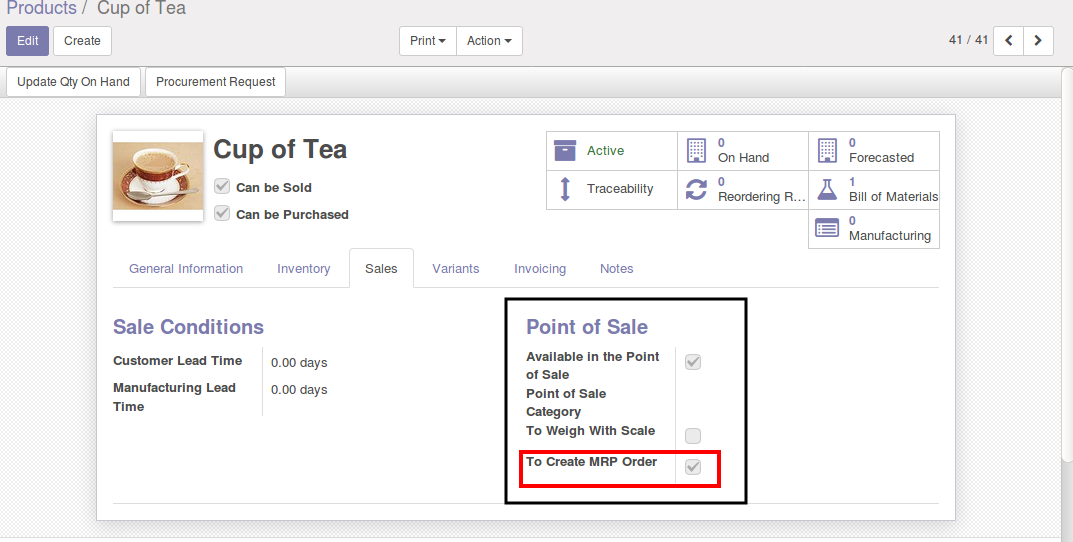 Products / Cup of Tea
Edit Create Print Action 41 / 41
Update Qty On Hand Procurement Request
Cup of Tea
Can be Sold
Can be Purchased
Active
0
On Hand
0
Forecasted
Traceability
0
Reordering R...
1
Bill of Materials
0
Manufacturing
General Information Inventory Sales Variants Invoicing Notes
Sale Conditions
Customer Lead Time 0.00 days
Manufacturing Lead
Time
0.00 days
Point of Sale
Available in the Point
of Sale
Point of Sale
Category
To Weigh With Scale
To Create MRP Order